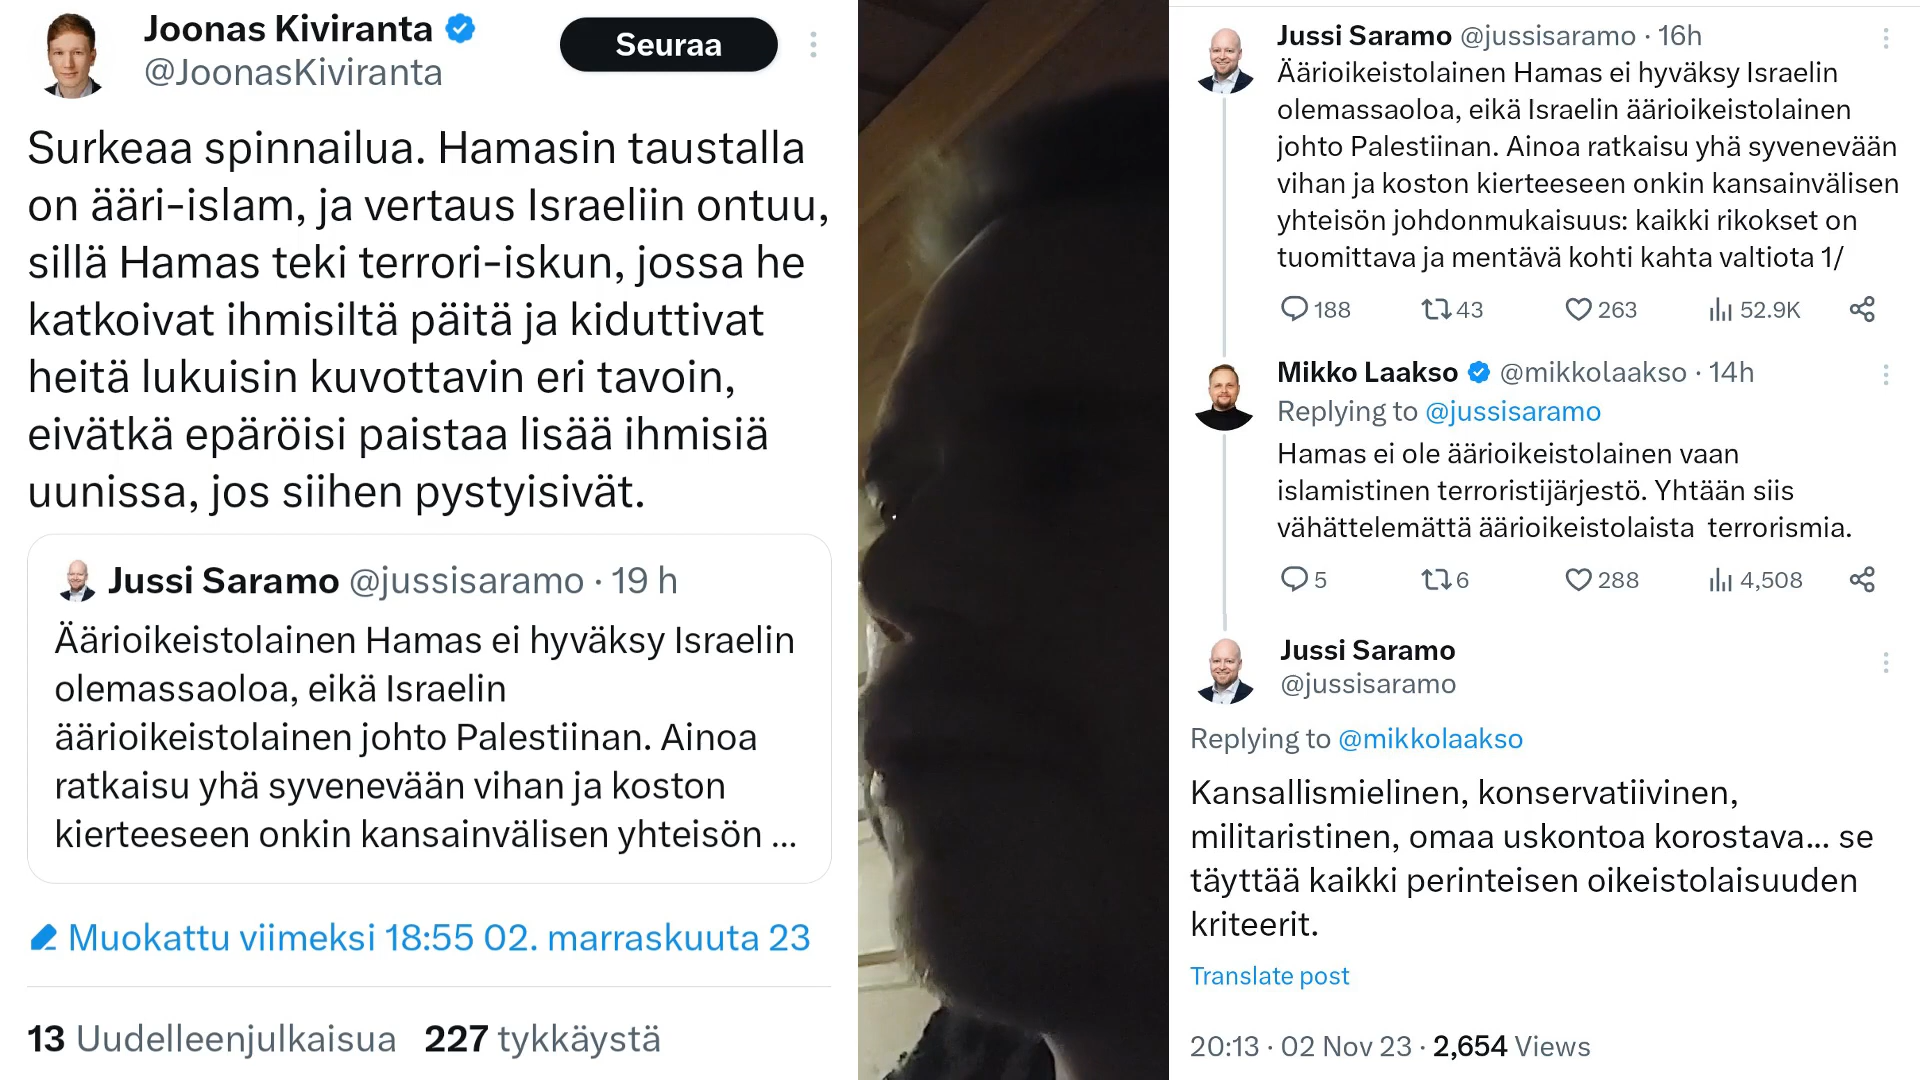 Joonas Kiviranta
@JoonasKiviranta
Seuraa
Surkeaa spinnailua. Hamasin taustalla
on ääri-islam, ja vertaus Israeliin ontuu,
sillä Hamas teki terrori-iskun, jossa he
katkoivat ihmisiltä päitä ja kiduttivat
heitä lukuisin kuvottavin eri tavoin,
eivätkä epäröisi paistaa lisää ihmisiä
uunissa, jos siihen pystyisivät.
Jussi Saramo @jussisaramo · 19 h
Äärioikeistolainen Hamas ei hyväksy Israelin
olemassaoloa, eikä Israelin
äärioikeistolainen johto Palestiinan. Ainoa
ratkaisu yhä syvenevään vihan ja koston
kierteeseen onkin kansainvälisen yhteisön ...
Muokattu viimeksi 18:55 02. marraskuuta 23
13 Uudelleenjulkaisua 227 tykkäystä
Jussi Saramo @jussisaramo · 16h
Äärioikeistolainen Hamas ei hyväksy Israelin
olemassaoloa, eikä Israelin äärioikeistolainen
johto Palestiinan. Ainoa ratkaisu yhä syvenevään
vihan ja koston kierteeseen onkin kansainvälisen
yhteisön johdonmukaisuus: kaikki rikokset on
tuomittava ja mentävä kohti kahta valtiota 1/
188 43 263 52.9K
Mikko Laakso @mikkolaakso · 14h
Replying to @jussisaramo
Hamas ei ole äärioikeistolainen vaan
islamistinen terroristijärjestö. Yhtään siis
vähättelemättä äärioikeistolaista terrorismia.
5 6 288 4,508
Jussi Saramo
@jussisaramo
Replying to @mikkolaakso
Kansallismielinen, konservatiivinen,
militaristinen, omaa uskontoa korostava... se
täyttää kaikki perinteisen oikeistolaisuuden
kriteerit.
Translate post
20:13 · 02 Nov 23 · 2,654 Views